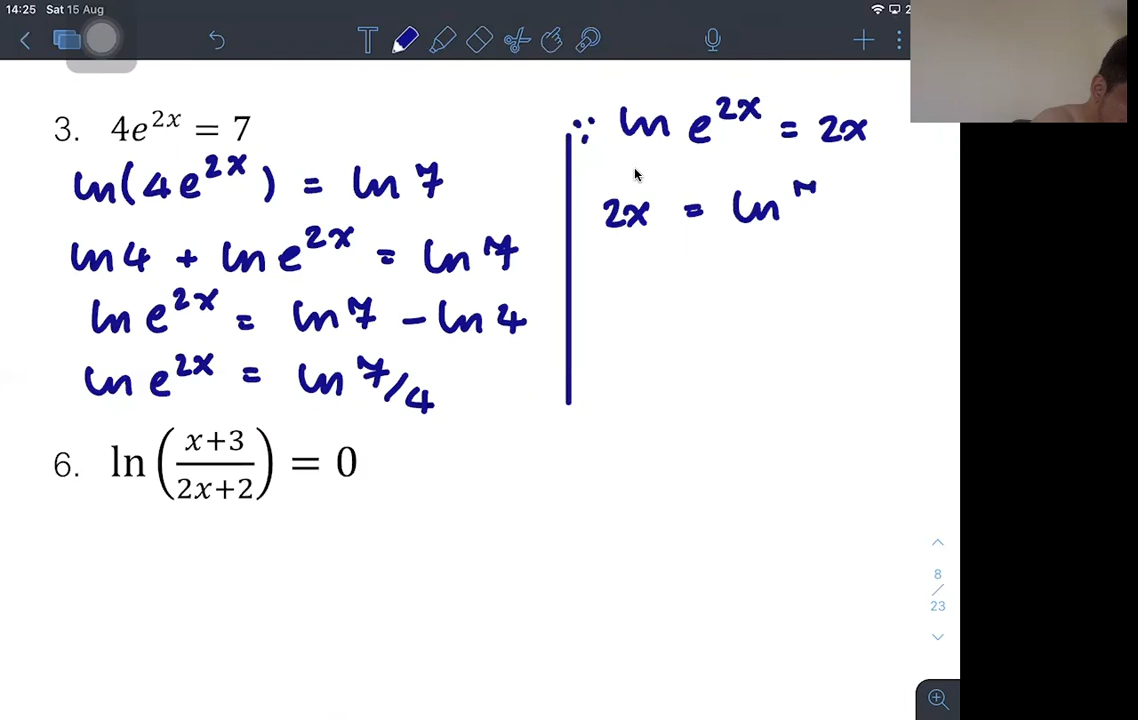 14:25 Sat 15 Aug
3. 4e^{2x} = 7
ln(4e^{2x}) = ln 7
ln 4 + ln e^{2x} = ln 7
ln e^{2x} = ln 7 - ln 4
ln e^{2x} = ln 7/4
∵ ln e^{2x} = 2x
2x = ln
6. ln((x+3)/(2x+2)) = 0
8
/
23